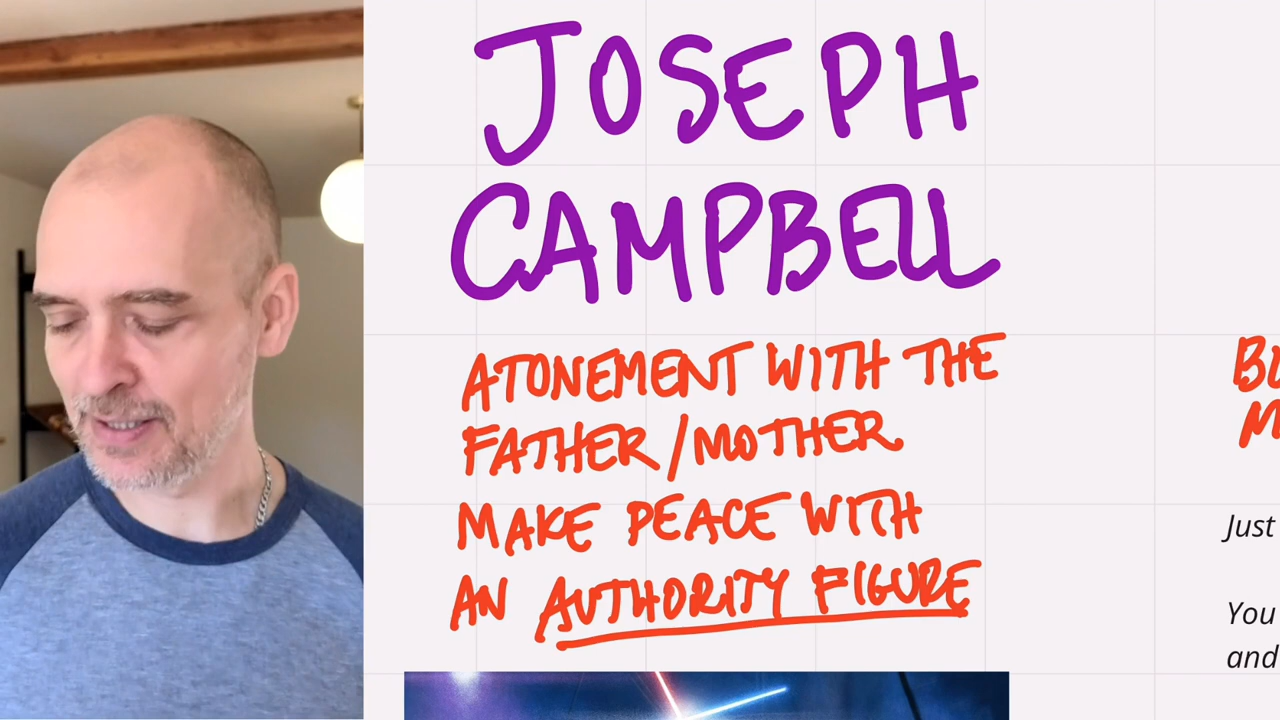 JOSEPH
CAMPBELL
ATONEMENT WITH THE
FATHER/MOTHER
MAKE PEACE WITH
AN AUTHORITY FIGURE
Just
You
and